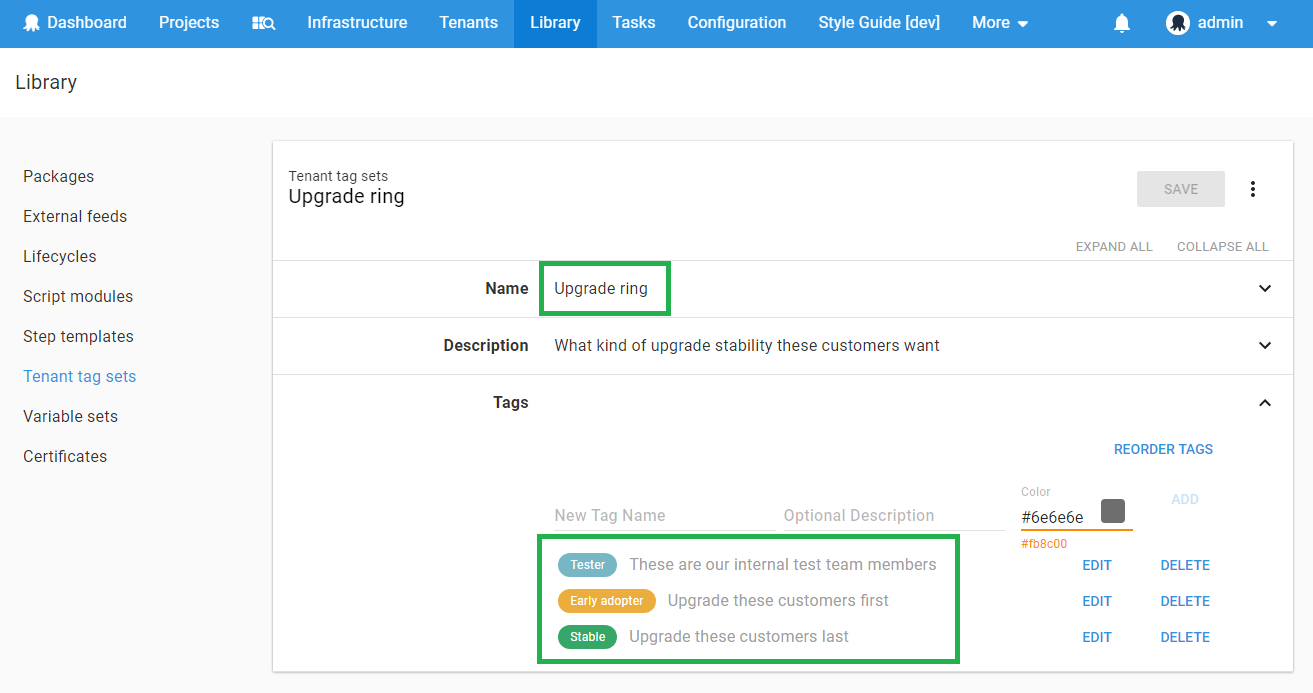 Dashboard Projects Infrastructure Tenants Library Tasks Configuration Style Guide [dev] More admin
Library
Packages
External feeds
Lifecycles
Script modules
Step templates
Tenant tag sets
Variable sets
Certificates
Tenant tag sets
Upgrade ring
SAVE
EXPAND ALL COLLAPSE ALL
Name Upgrade ring
Description What kind of upgrade stability these customers want
Tags
REORDER TAGS
New Tag Name Optional Description Color #6e6e6e ADD
#fb8c00
Tester These are our internal test team members EDIT DELETE
Early adopter Upgrade these customers first EDIT DELETE
Stable Upgrade these customers last EDIT DELETE